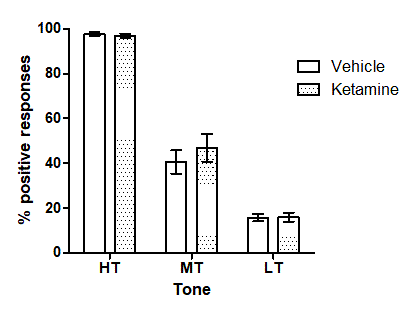 % positive responses
100
80
60
40
20
0
HT MT LT
Tone
Vehicle
Ketamine